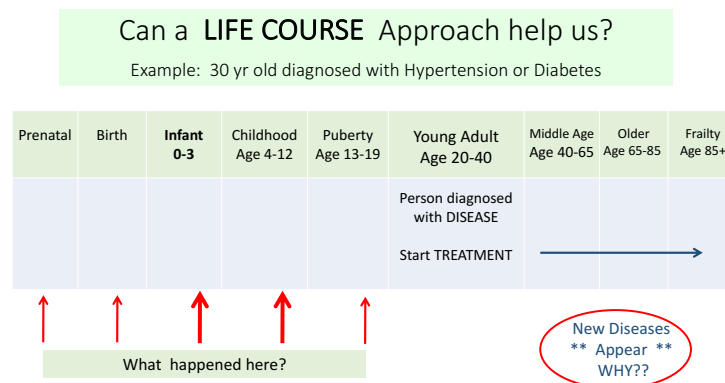 Can a LIFE COURSE Approach help us?
Example: 30 yr old diagnosed with Hypertension or Diabetes
Prenatal
Birth
Infant
0-3
Childhood
Age 4-12
Puberty
Age 13-19
Young Adult
Age 20-40
Middle Age
Age 40-65
Older
Age 65-85
Frailty
Age 85+
Person diagnosed
with DISEASE
Start TREATMENT
What happened here?
New Diseases
** Appear **
WHY??